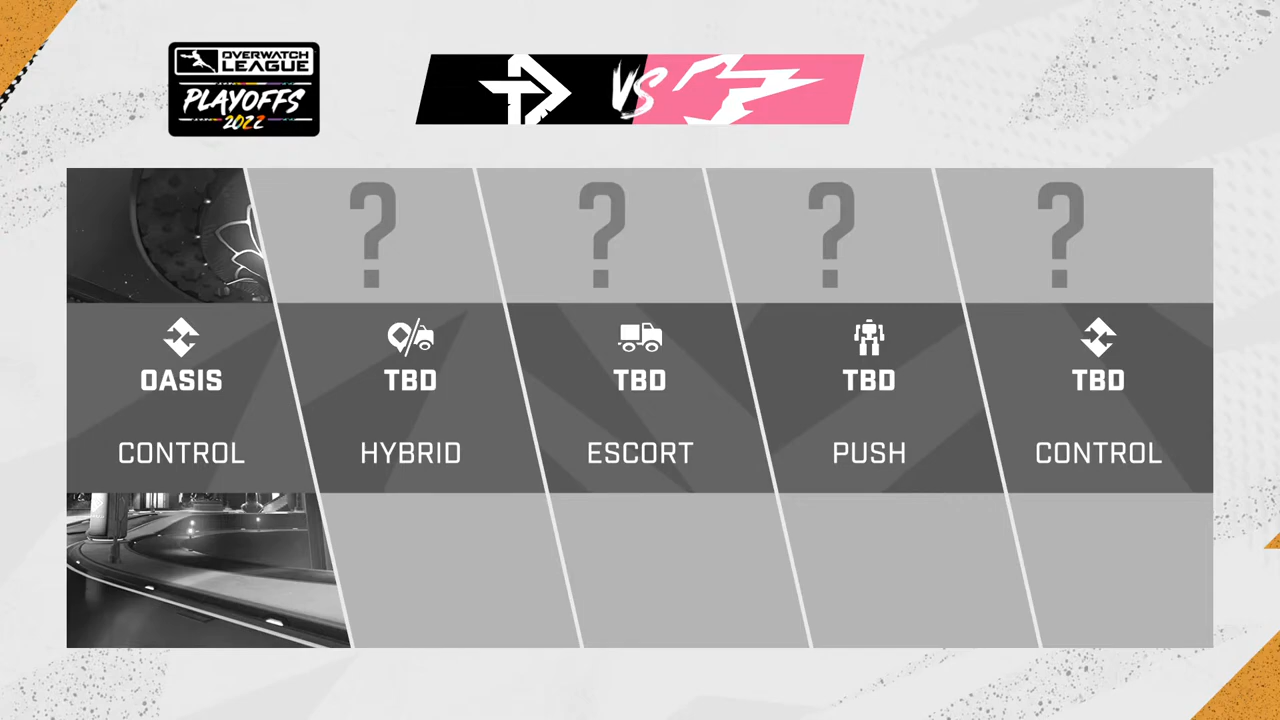 OVERWATCH
LEAGUE
PLAYOFFS
2022
VS
? ? ? ?
OASIS TBD TBD TBD TBD
CONTROL HYBRID ESCORT PUSH CONTROL